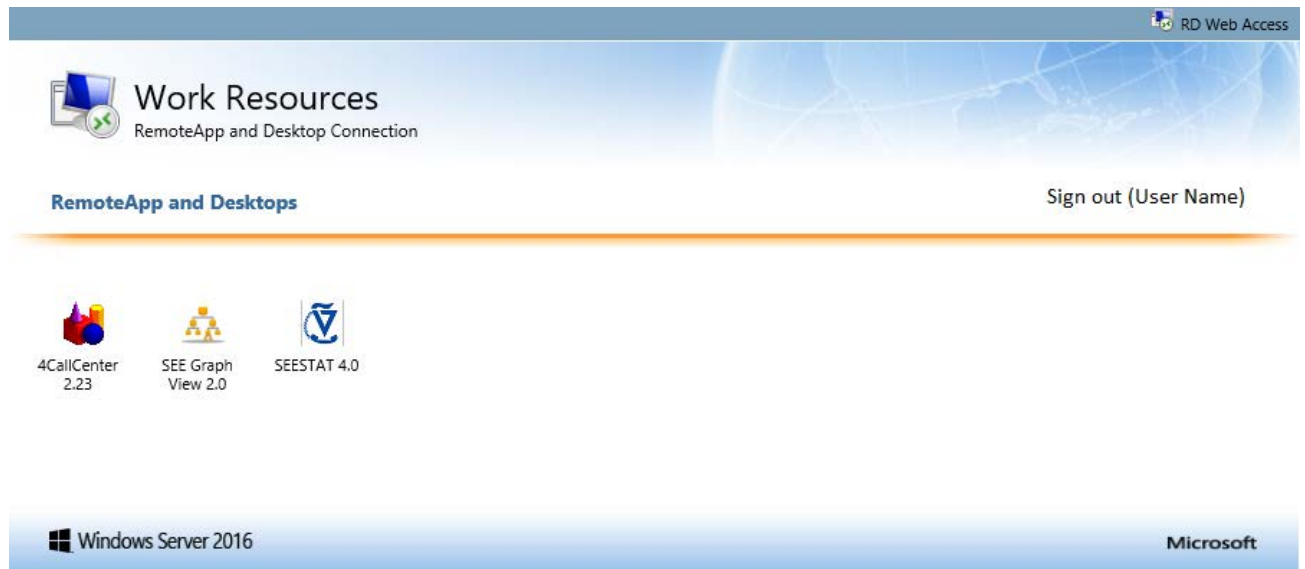 RD Web Access
Work Resources
RemoteApp and Desktop Connection
RemoteApp and Desktops
Sign out (User Name)
4CallCenter
2.23
SEE Graph
View 2.0
SEESTAT 4.0
Windows Server 2016
Microsoft